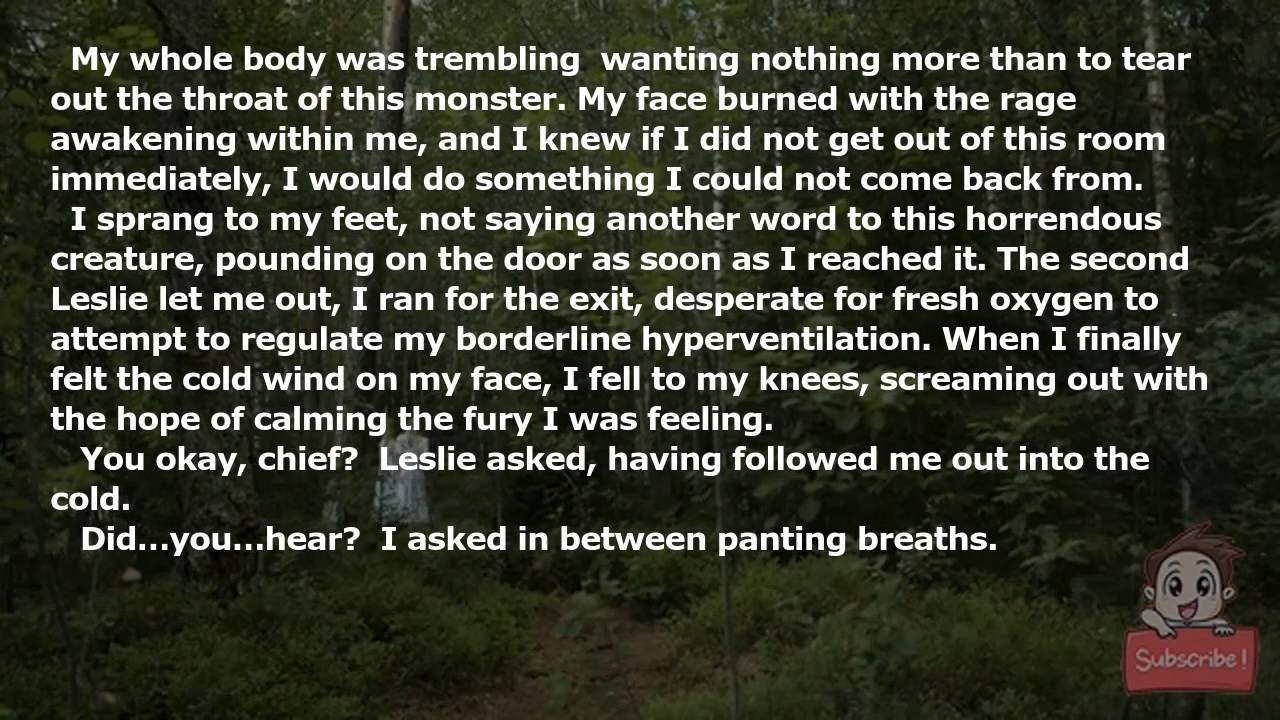 My whole body was trembling  wanting nothing more than to tear
out the throat of this monster. My face burned with the rage
awakening within me, and I knew if I did not get out of this room
immediately, I would do something I could not come back from.
I sprang to my feet, not saying another word to this horrendous
creature, pounding on the door as soon as I reached it. The second
Leslie let me out, I ran for the exit, desperate for fresh oxygen to
attempt to regulate my borderline hyperventilation. When I finally
felt the cold wind on my face, I fell to my knees, screaming out with
the hope of calming the fury I was feeling.
You okay, chief?  Leslie asked, having followed me out into the
cold.
Did...you...hear?  I asked in between panting breaths.
Subscribe!